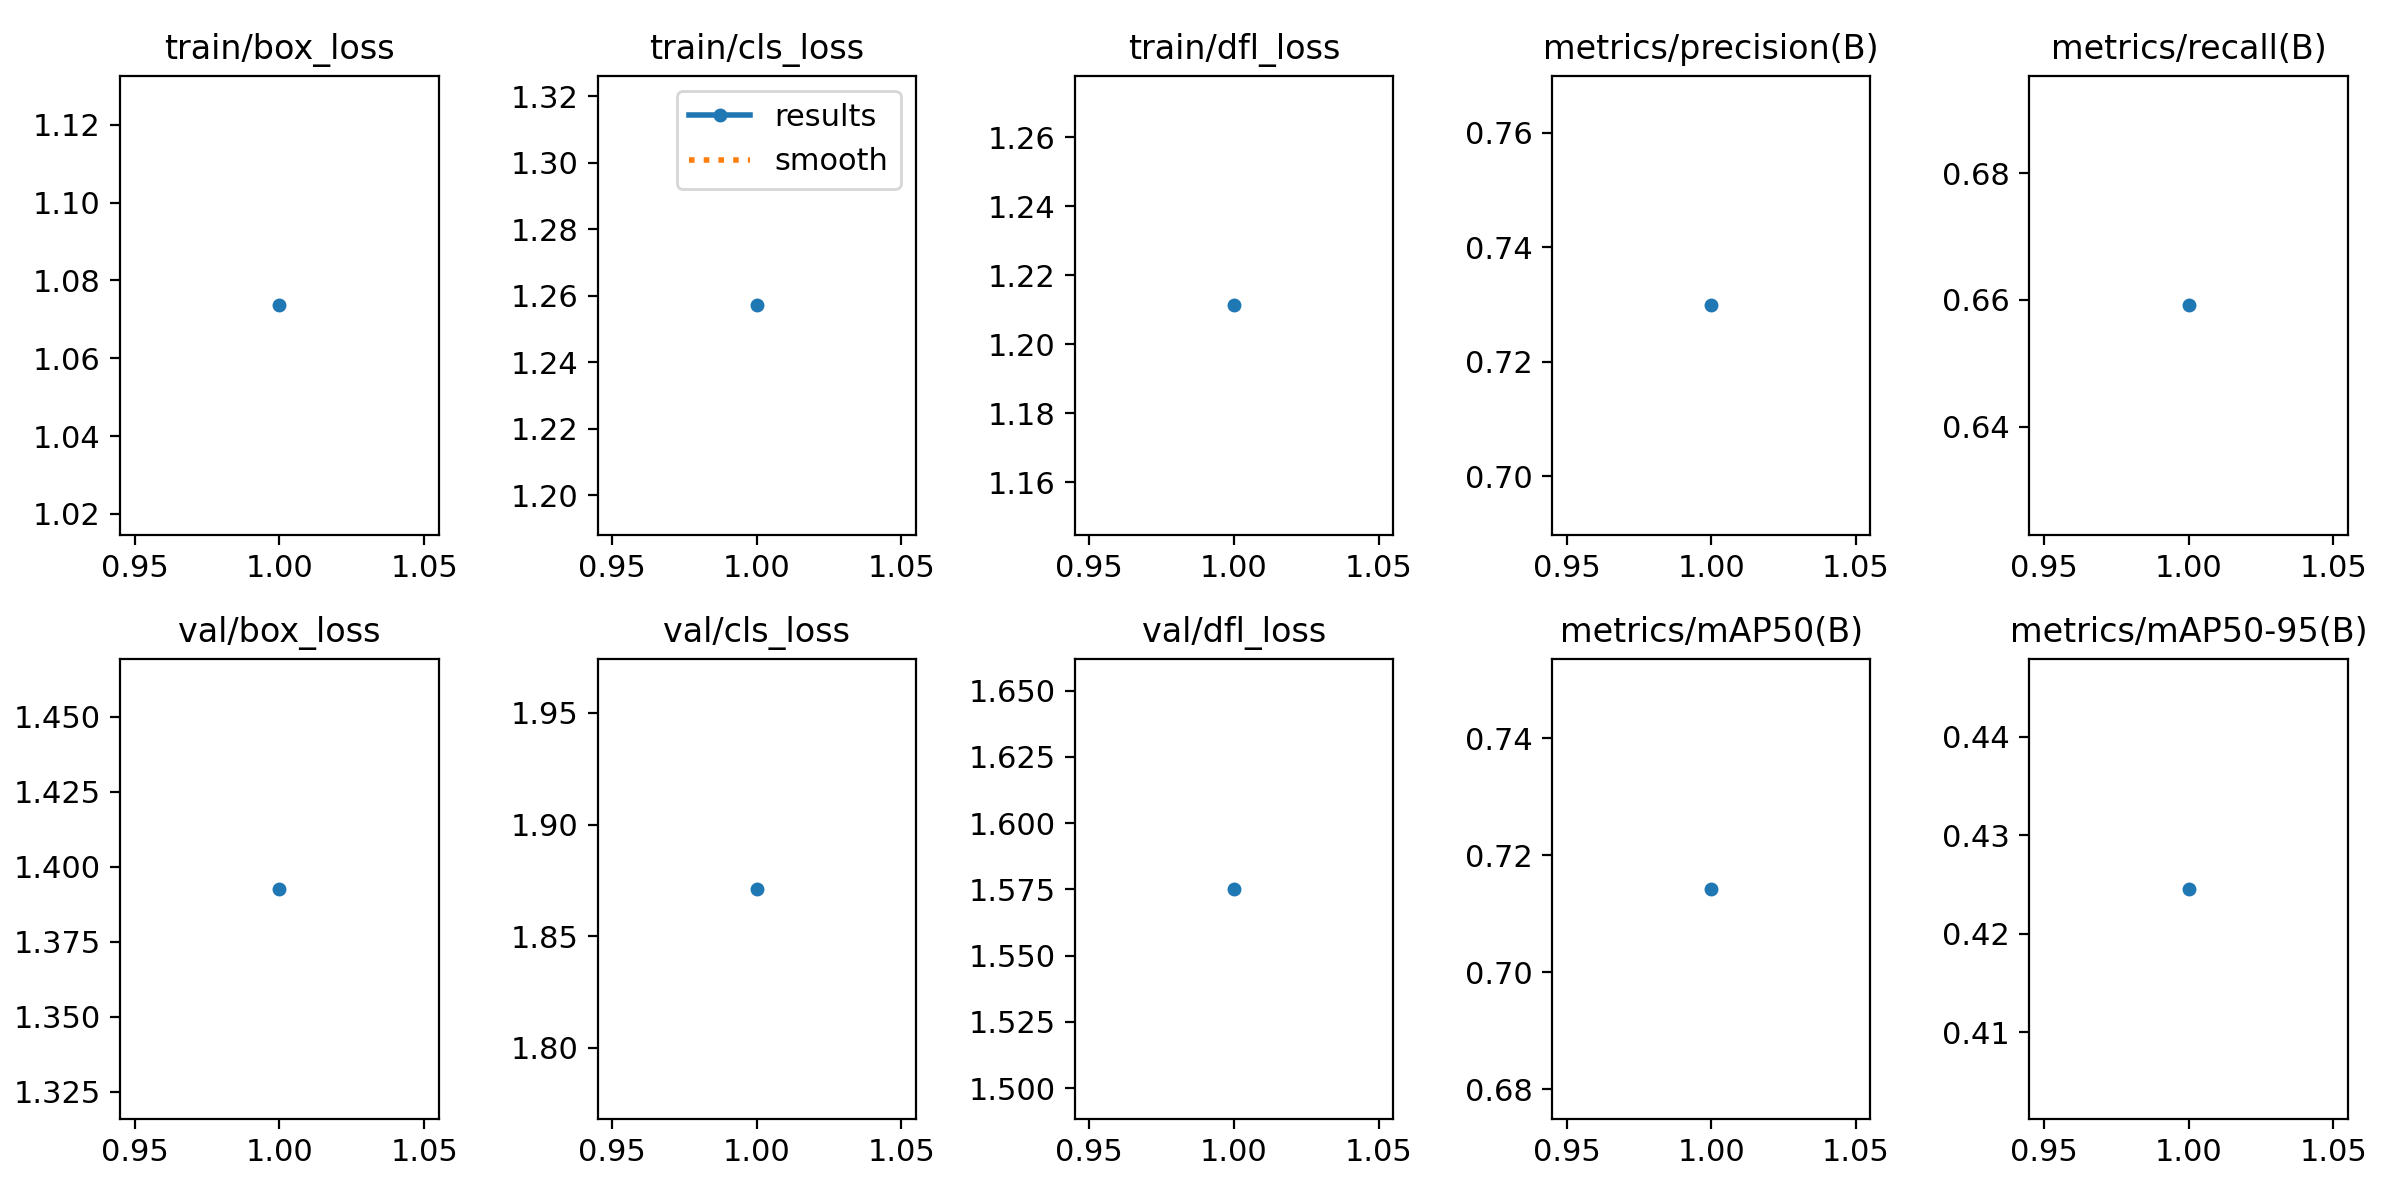 train/box_loss
1.12
1.10
1.08
1.06
1.04
1.02
0.95 1.00 1.05
train/cls_loss
results
smooth
1.32
1.30
1.28
1.26
1.24
1.22
1.20
0.95 1.00 1.05
train/dfl_loss
1.26
1.24
1.22
1.20
1.18
1.16
0.95 1.00 1.05
metrics/precision(B)
0.76
0.74
0.72
0.70
0.95 1.00 1.05
metrics/recall(B)
0.68
0.66
0.64
0.95 1.00 1.05
val/box_loss
1.450
1.425
1.400
1.375
1.350
1.325
0.95 1.00 1.05
val/cls_loss
1.95
1.90
1.85
1.80
0.95 1.00 1.05
val/dfl_loss
1.650
1.625
1.600
1.575
1.550
1.525
1.500
0.95 1.00 1.05
metrics/mAP50(B)
0.74
0.72
0.70
0.68
0.95 1.00 1.05
metrics/mAP50-95(B)
0.44
0.43
0.42
0.41
0.95 1.00 1.05